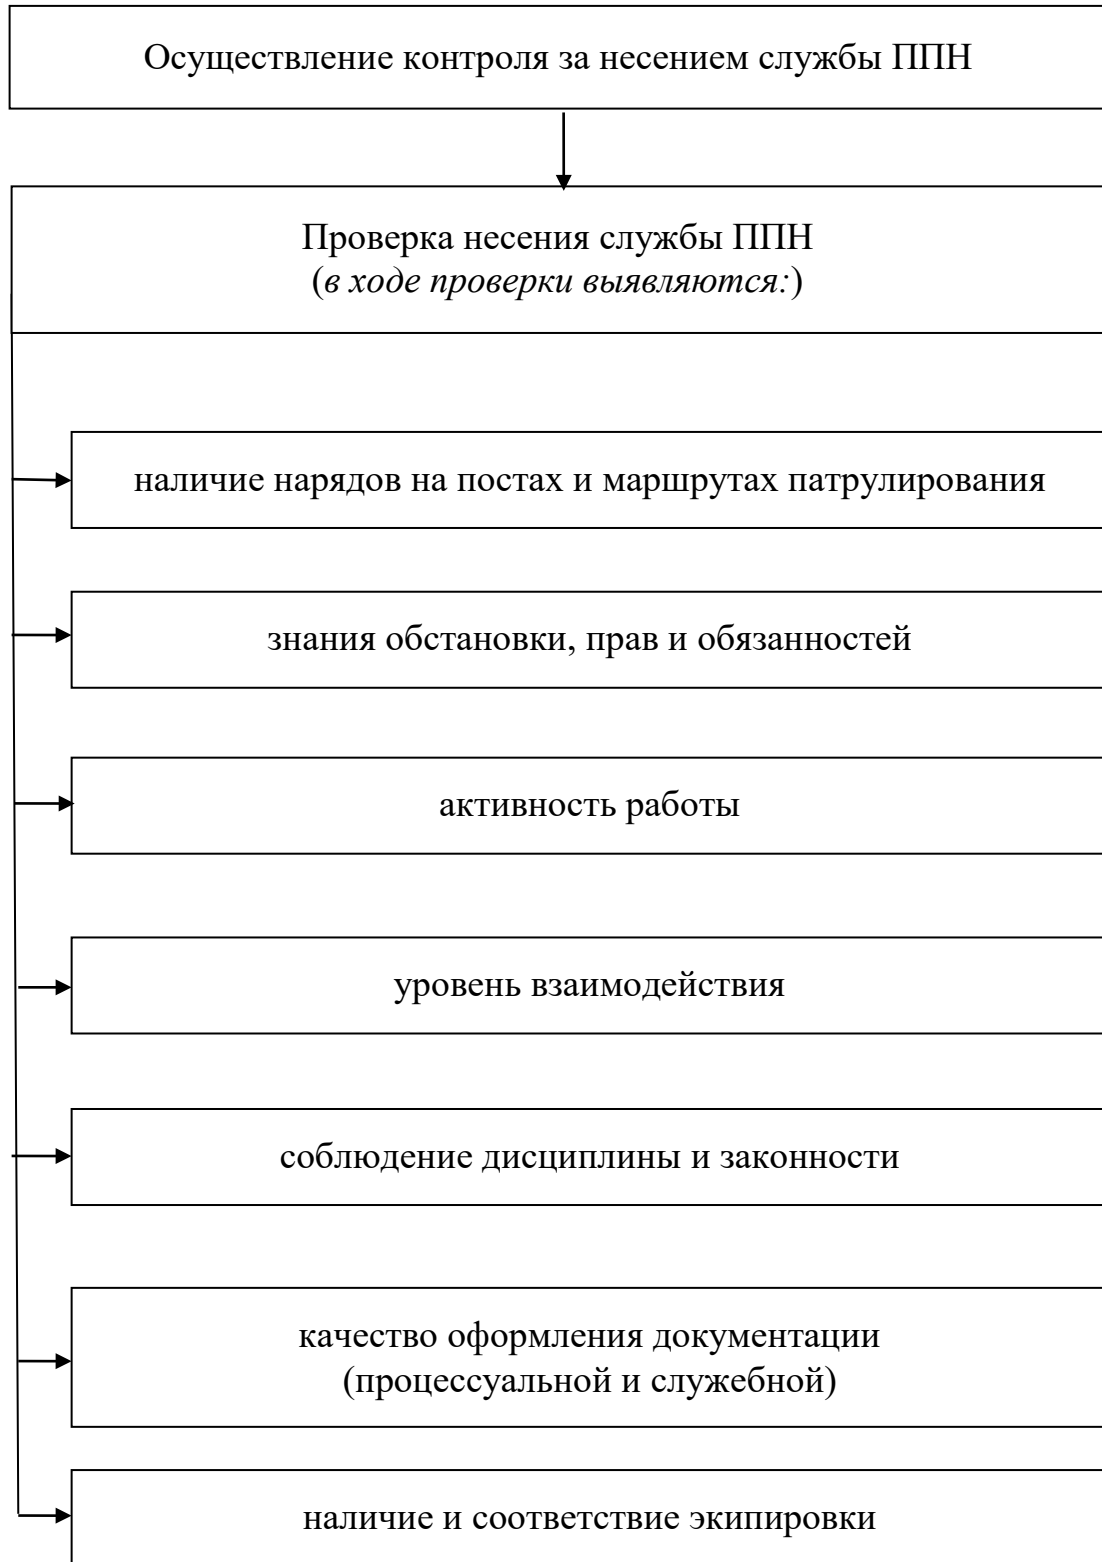 Осуществление контроля за несением службы ППН
Проверка несения службы ППН
(в ходе проверки выявляются:)
наличие нарядов на постах и маршрутах патрулирования
знания обстановки, прав и обязанностей
активность работы
уровень взаимодействия
соблюдение дисциплины и законности
качество оформления документации
(процессуальной и служебной)
наличие и соответствие экипировки